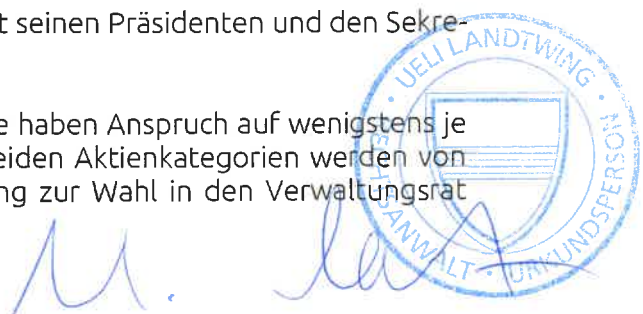 t seinen Präsidenten und den Sekre-
e haben Anspruch auf wenigstens je
eiden Aktienkategorien werden von
ng zur Wahl in den Verwaltungsrat
UELI LANDTWING · URKUNDSPERSON
RECHTSANWALT